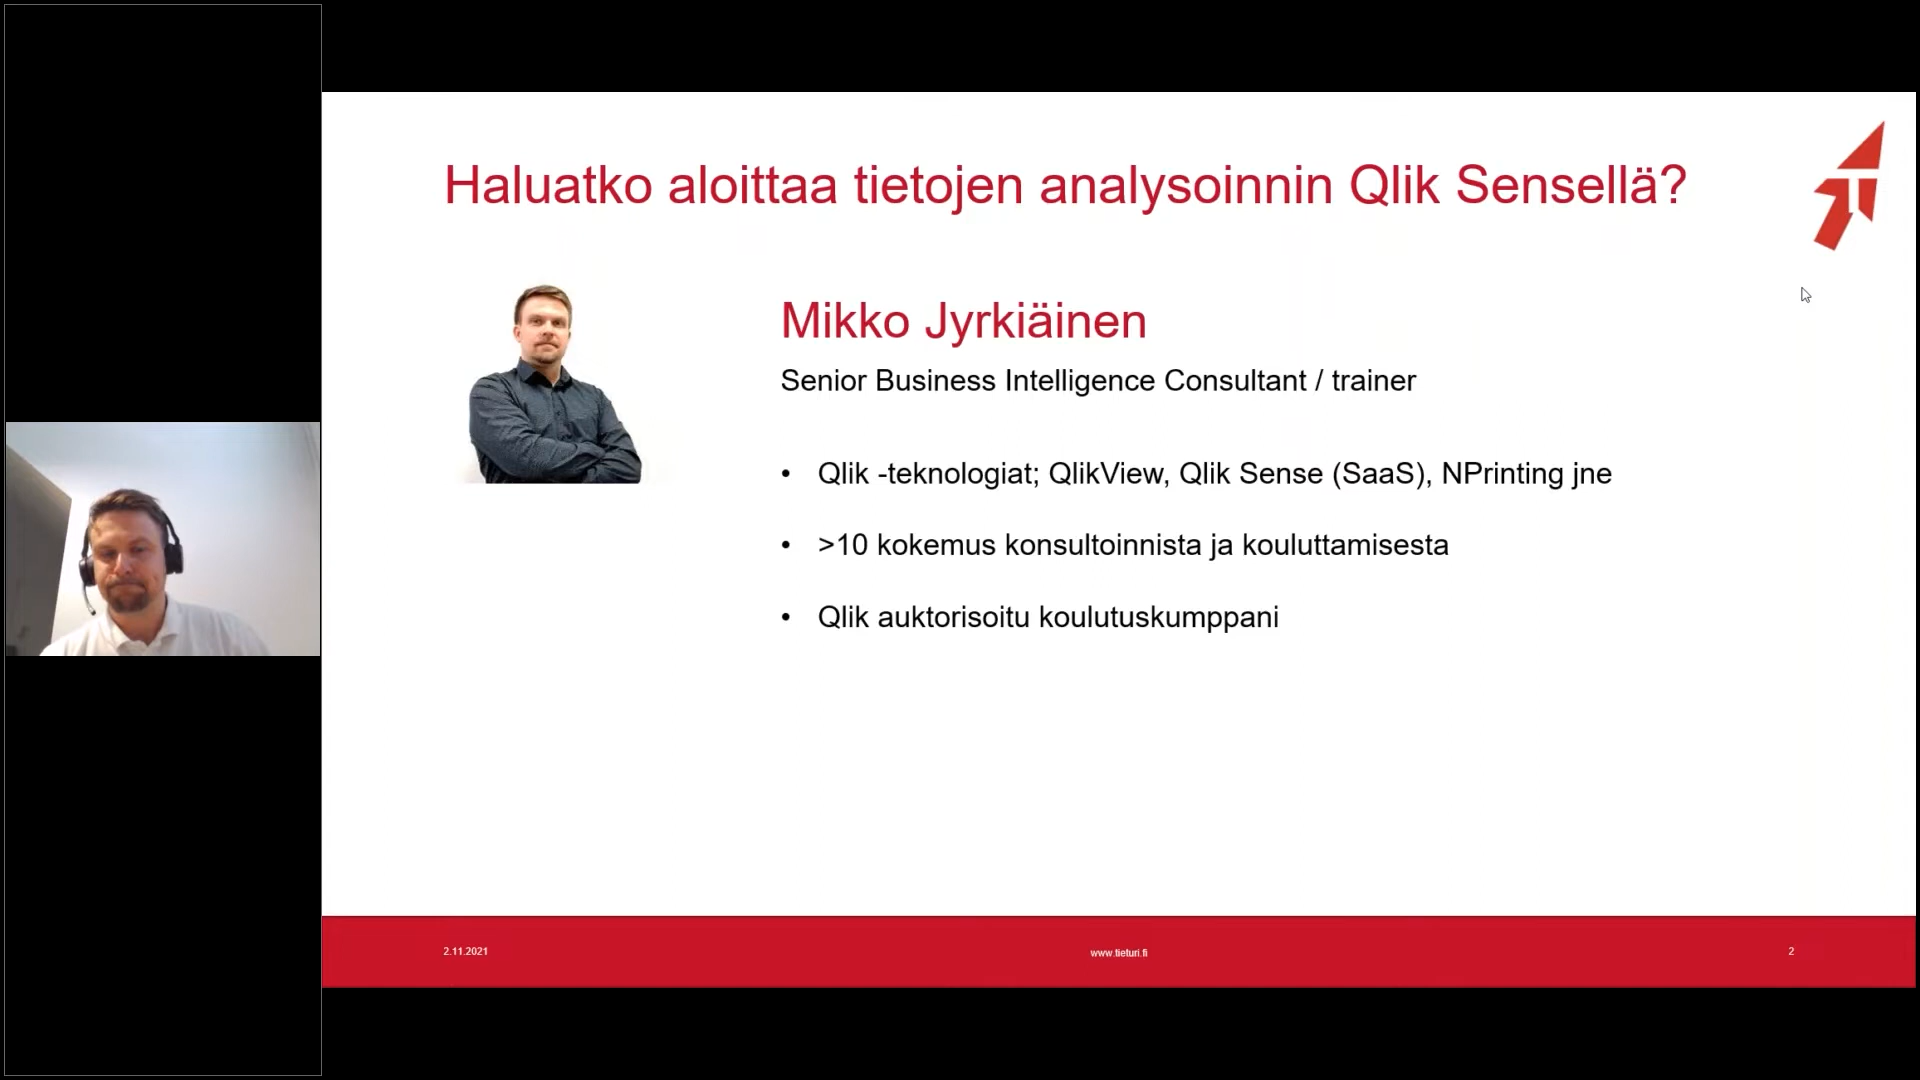 Haluatko aloittaa tietojen analysoinnin Qlik Sensellä?
Mikko Jyrkiäinen
Senior Business Intelligence Consultant / trainer
• Qlik -teknologiat; QlikView, Qlik Sense (SaaS), NPrinting jne
• >10 kokemus konsultoinnista ja kouluttamisesta
• Qlik auktorisoitu koulutuskumppani
2.11.2021
www.tieturi.fi
2